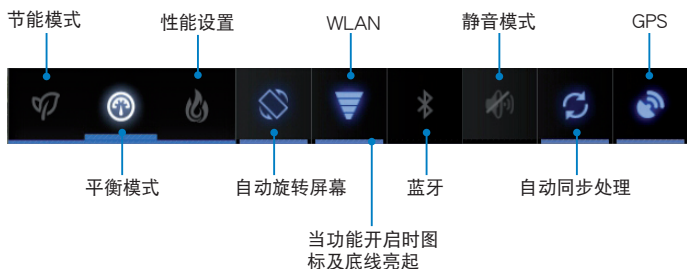 节能模式
性能设置
WLAN
静音模式
GPS
平衡模式
自动旋转屏幕
蓝牙
自动同步处理
当功能开启时图
标及底线亮起